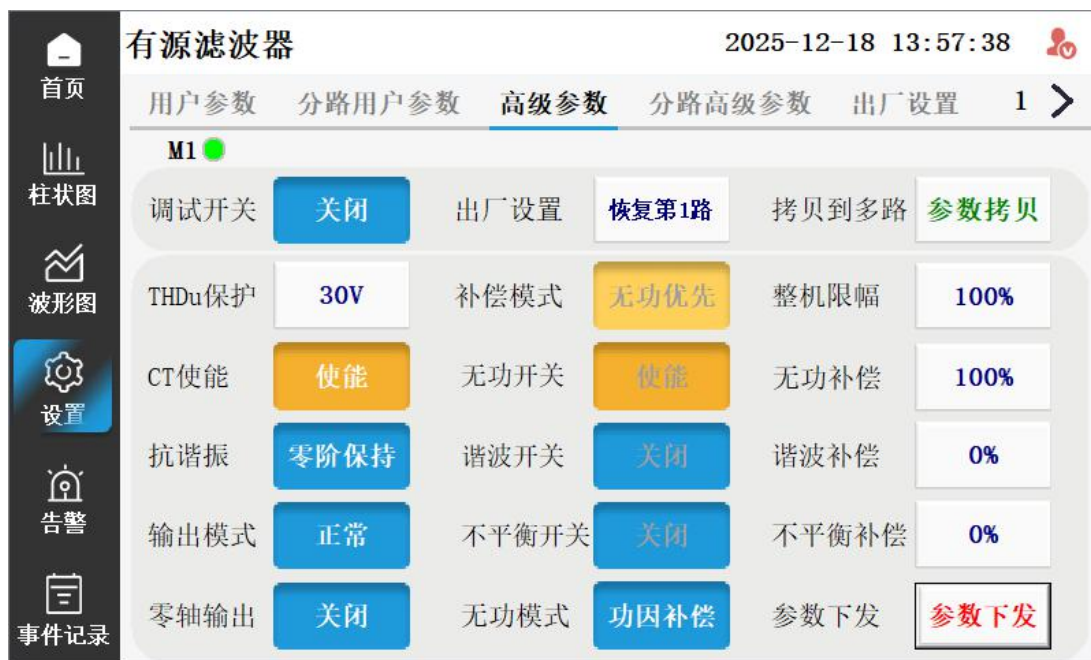 有源滤波器 2025-12-18 13:57:38
首页
柱状图
波形图
设置
告警
事件记录
用户参数 分路用户参数 高级参数 分路高级参数 出厂设置 1
M1
调试开关 关闭 出厂设置 恢复第1路 拷贝到多路 参数拷贝
THDu保护 30V 补偿模式 无功优先 整机限幅 100%
CT使能 使能 无功开关 使能 无功补偿 100%
抗谐振 零阶保持 谐波开关 关闭 谐波补偿 0%
输出模式 正常 不平衡开关 关闭 不平衡补偿 0%
零轴输出 关闭 无功模式 功因补偿 参数下发 参数下发